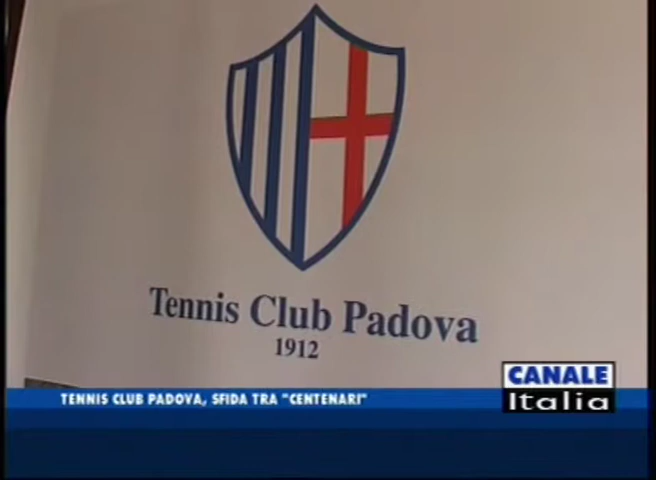 Tennis Club Padova
1912
TENNIS CLUB PADOVA, SFIDA TRA "CENTENARI"
CANALE
Italia